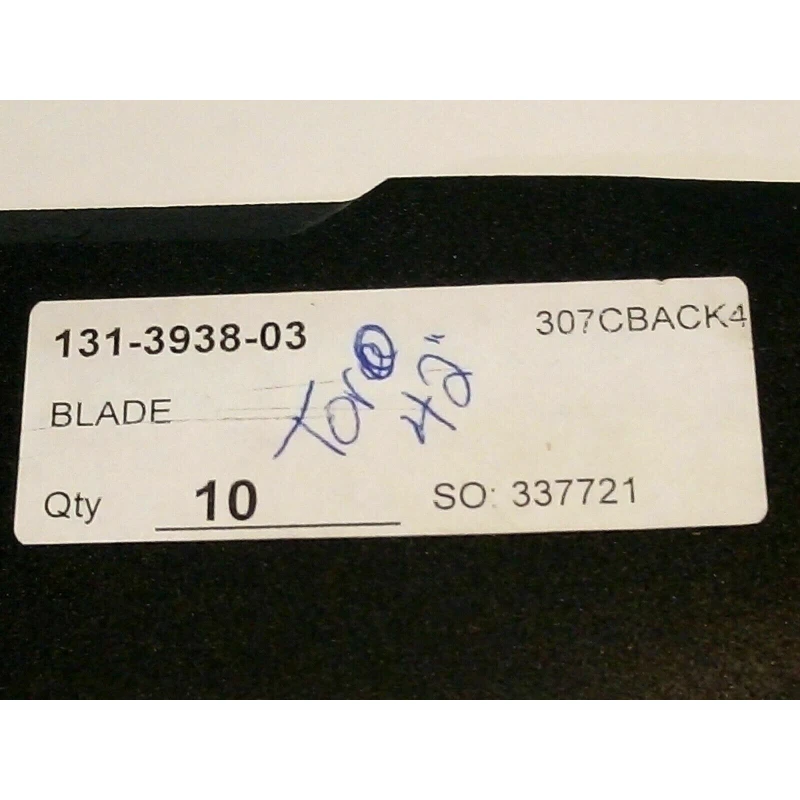 131-3938-03 307CBACK4
BLADE
Toro
42"
Qty 10 SO: 337721